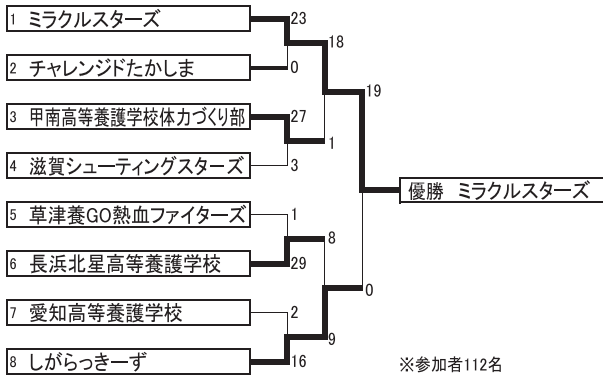 1 ミラクルスターズ 23
18
2 チャレンジドたかしま 0
19
3 甲南高等養護学校体力づくり部 27
1
4 滋賀シューティングスターズ 3
優勝 ミラクルスターズ
5 草津養GO熱血ファイターズ 1
8
6 長浜北星高等養護学校 29
0
7 愛知高等養護学校 2
9
8 しがらっきーず 16
※参加者112名